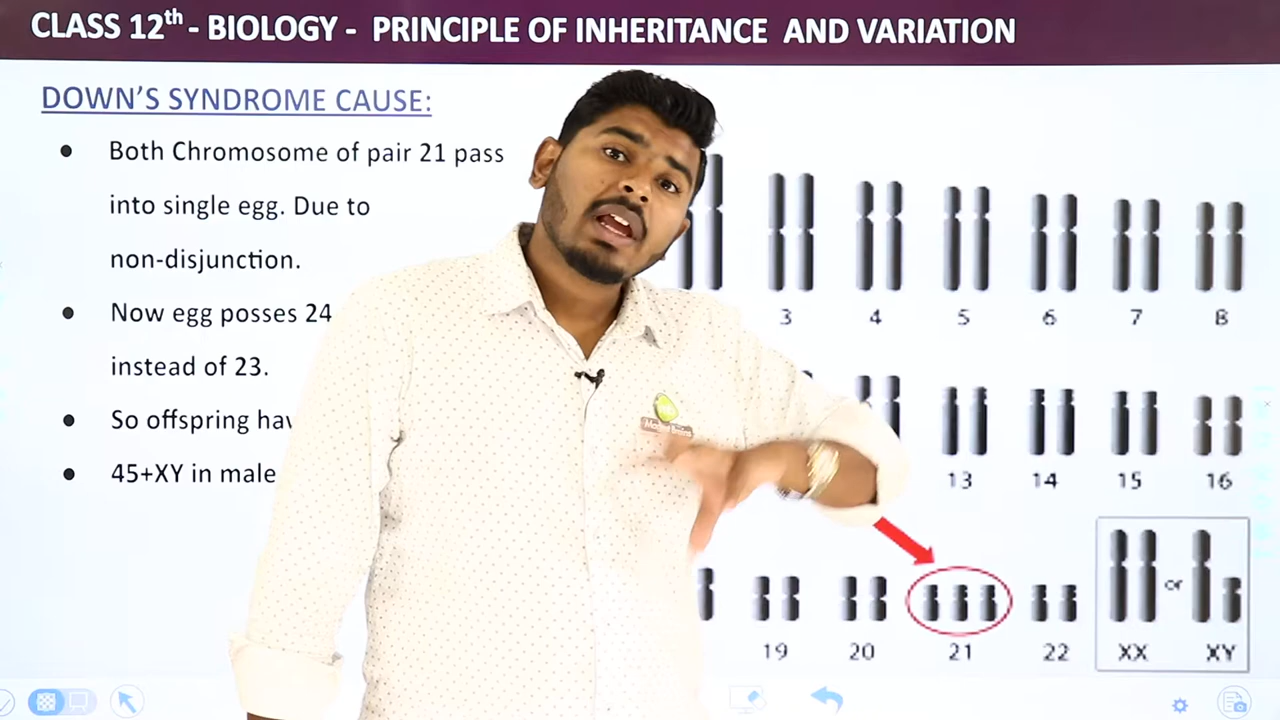 CLASS 12th - BIOLOGY - PRINCIPLE OF INHERITANCE AND VARIATION
DOWN'S SYNDROME CAUSE:
Both Chromosome of pair 21 pass
into single egg. Due to
non-disjunction.
Now egg posses 24
instead of 23.
So offspring hav
45+XY in male
3 4 5 6 7 8
13 14 15 16
19 20 21 22
or
XX XY